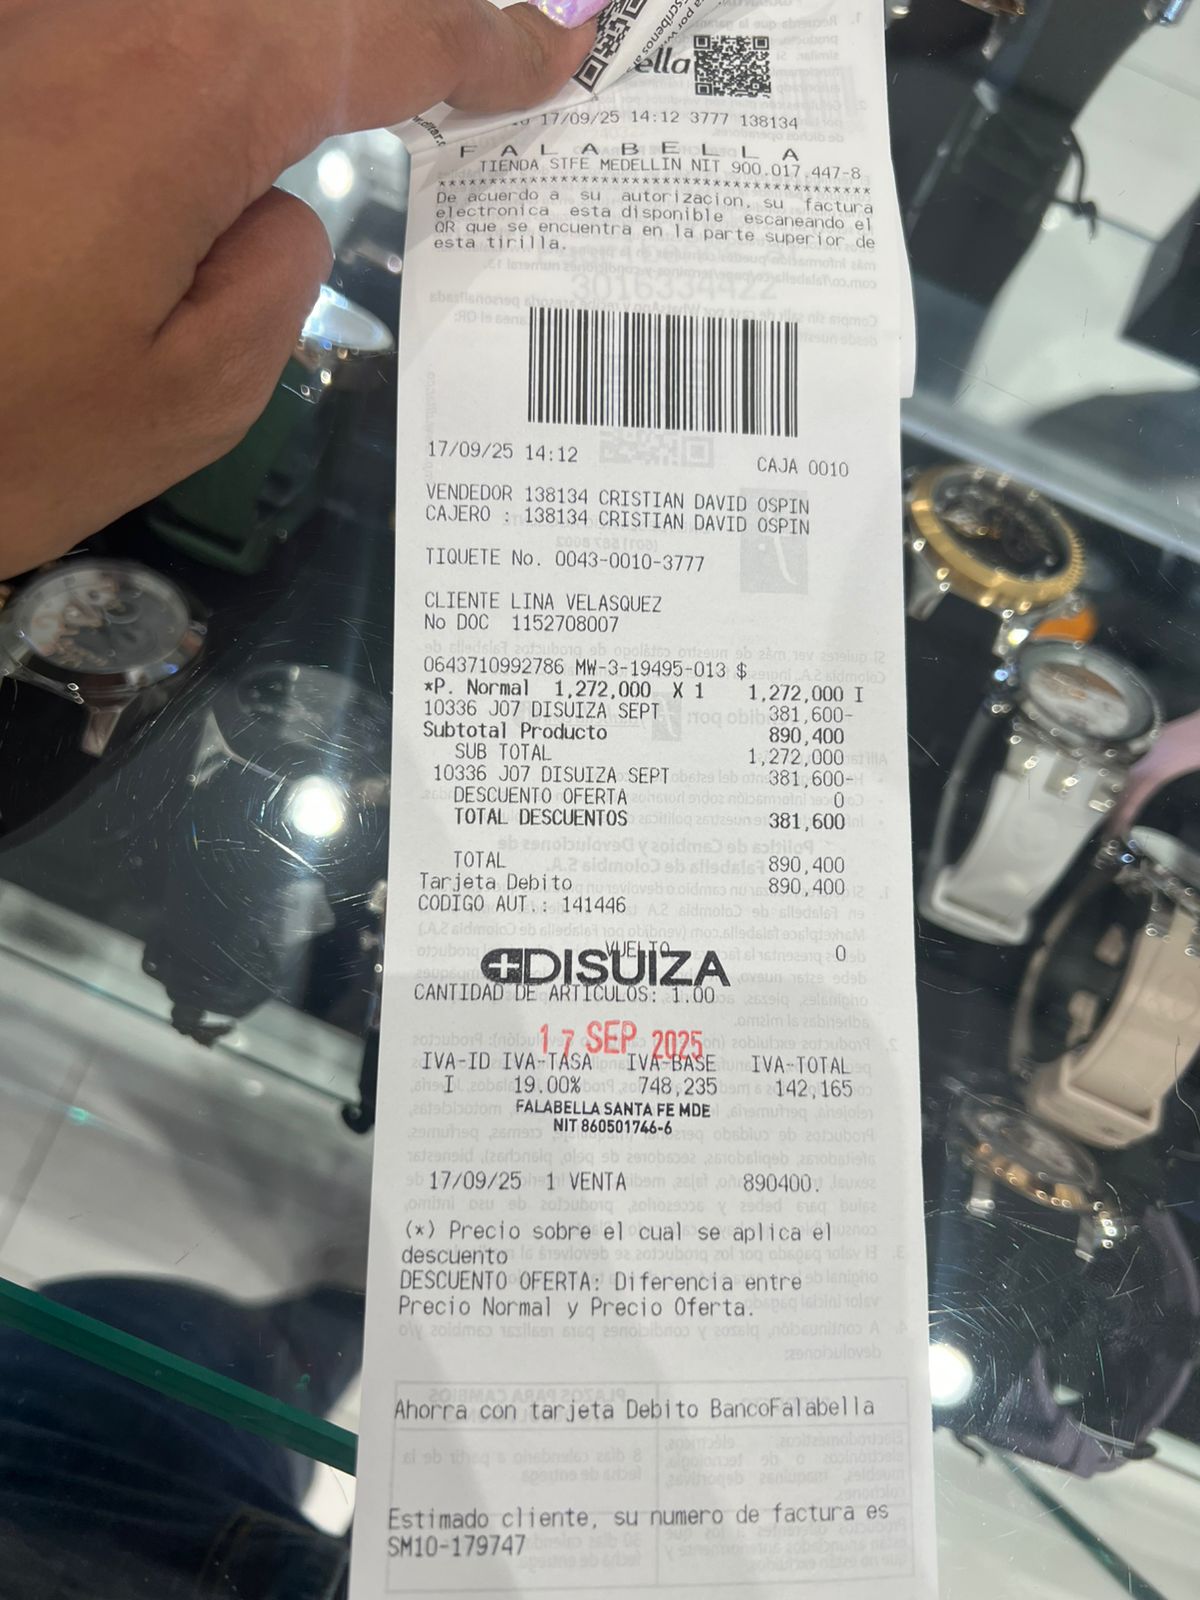 ella
17/09/25 14:12 3777 138134
FALABELLA
TIENDA STFE MEDELLIN NIT 900.017.447-8
******************************************
De acuerdo a su autorizacion, su factura
electronica esta disponible escaneando el
QR que se encuentra en la parte superior de
esta tirilla.
17/09/25 14:12 CAJA 0010
VENDEDOR 138134 CRISTIAN DAVID OSPIN
CAJERO : 138134 CRISTIAN DAVID OSPIN
TIQUETE No. 0043-0010-3777
CLIENTE LINA VELASQUEZ
No DOC 1152708007
0643710992786 MW-3-19495-013 $
*P. Normal 1,272,000 X 1 1,272,000 I
10336 J07 DISUIZA SEPT 381,600-
Subtotal Producto 890,400
SUB TOTAL 1,272,000
10336 J07 DISUIZA SEPT 381,600-
DESCUENTO OFERTA 0
TOTAL DESCUENTOS 381,600
TOTAL 890,400
Tarjeta Debito 890,400
CODIGO AUT.: 141446
VUELTO 0
DISUIZA
CANTIDAD DE ARTICULOS: 1.00
17 SEP 2025
IVA-ID IVA-TASA IVA-BASE IVA-TOTAL
I 19.00% 748,235 142,165
FALABELLA SANTA FE MDE
NIT 860501746-6
17/09/25 1 VENTA 890400.
(*) Precio sobre el cual se aplica el
descuento
DESCUENTO OFERTA: Diferencia entre
Precio Normal y Precio Oferta.
Ahorra con tarjeta Debito BancoFalabella
Estimado cliente, su numero de factura es
SM10-179747